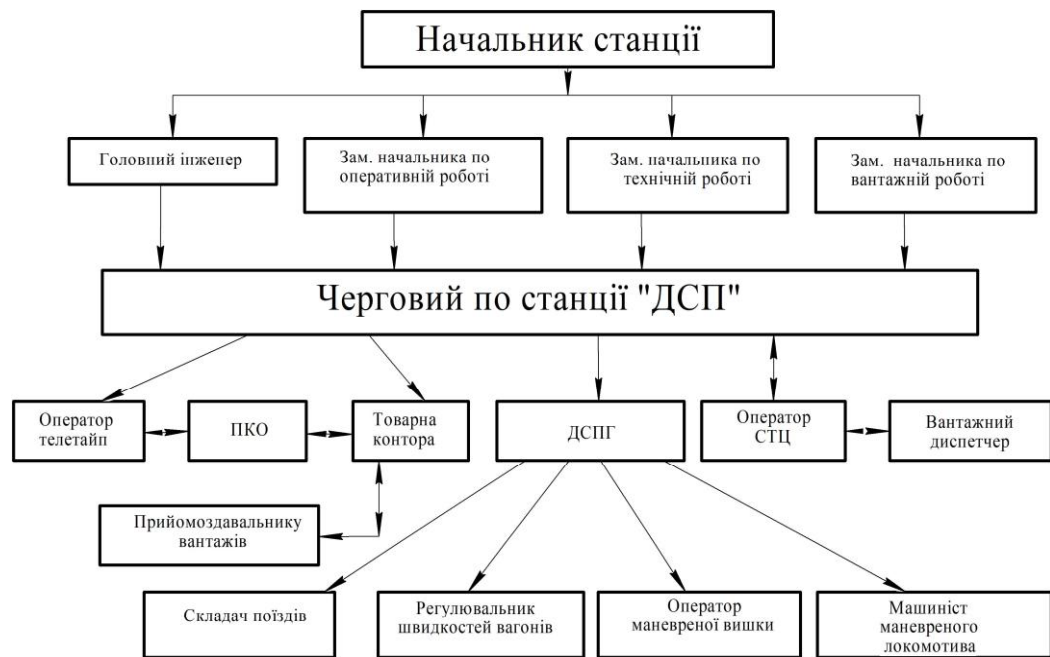 Начальник станції
Головний інженер
Зам. начальника по
оперативній роботі
Зам. начальника по
технічній роботі
Зам. начальника по
вантажній роботі
Черговий по станції "ДСП"
Оператор
телетайп
ПКО
Товарна
контора
ДСПГ
Оператор
СТЦ
Вантажний
диспетчер
Прийомоздавальнику
вантажів
Складач поїздів
Регулювальник
швидкостей вагонів
Оператор
маневреної вишки
Машиніст
маневреного
локомотива